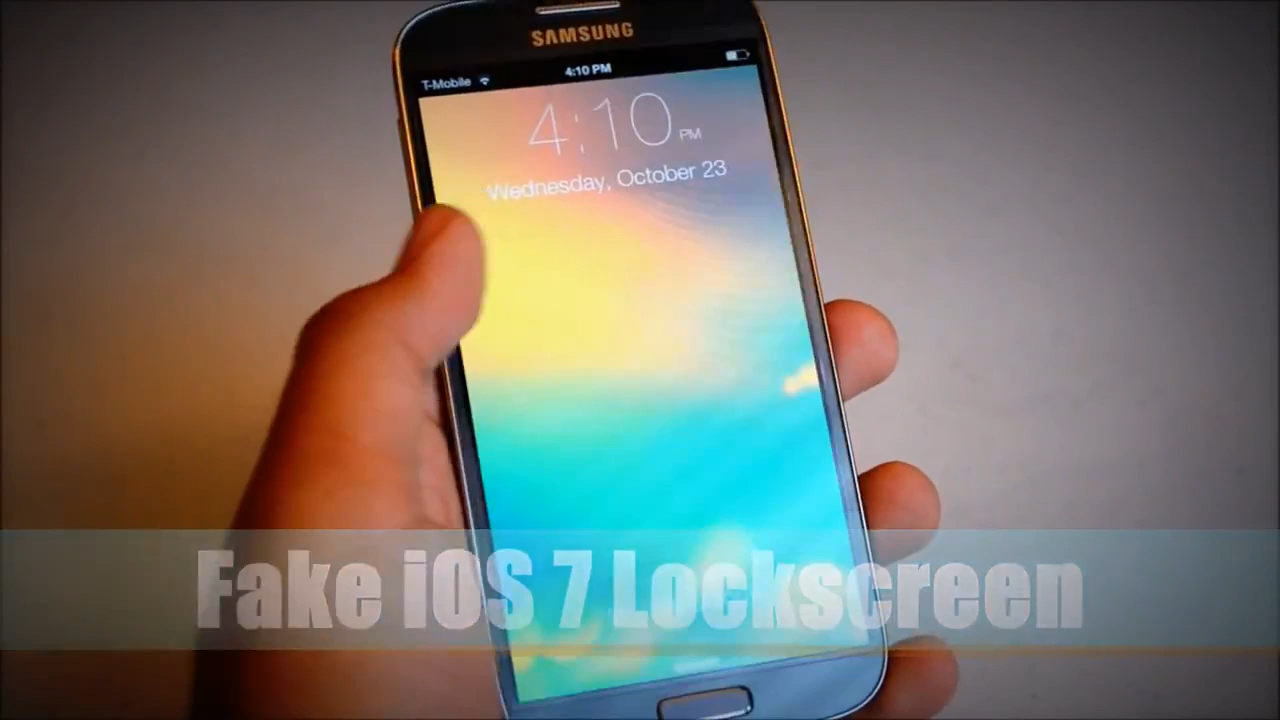 SAMSUNG
T-Mobile 4:10 PM
4:10 PM
Wednesday, October 23
Fake iOS 7 Lockscreen